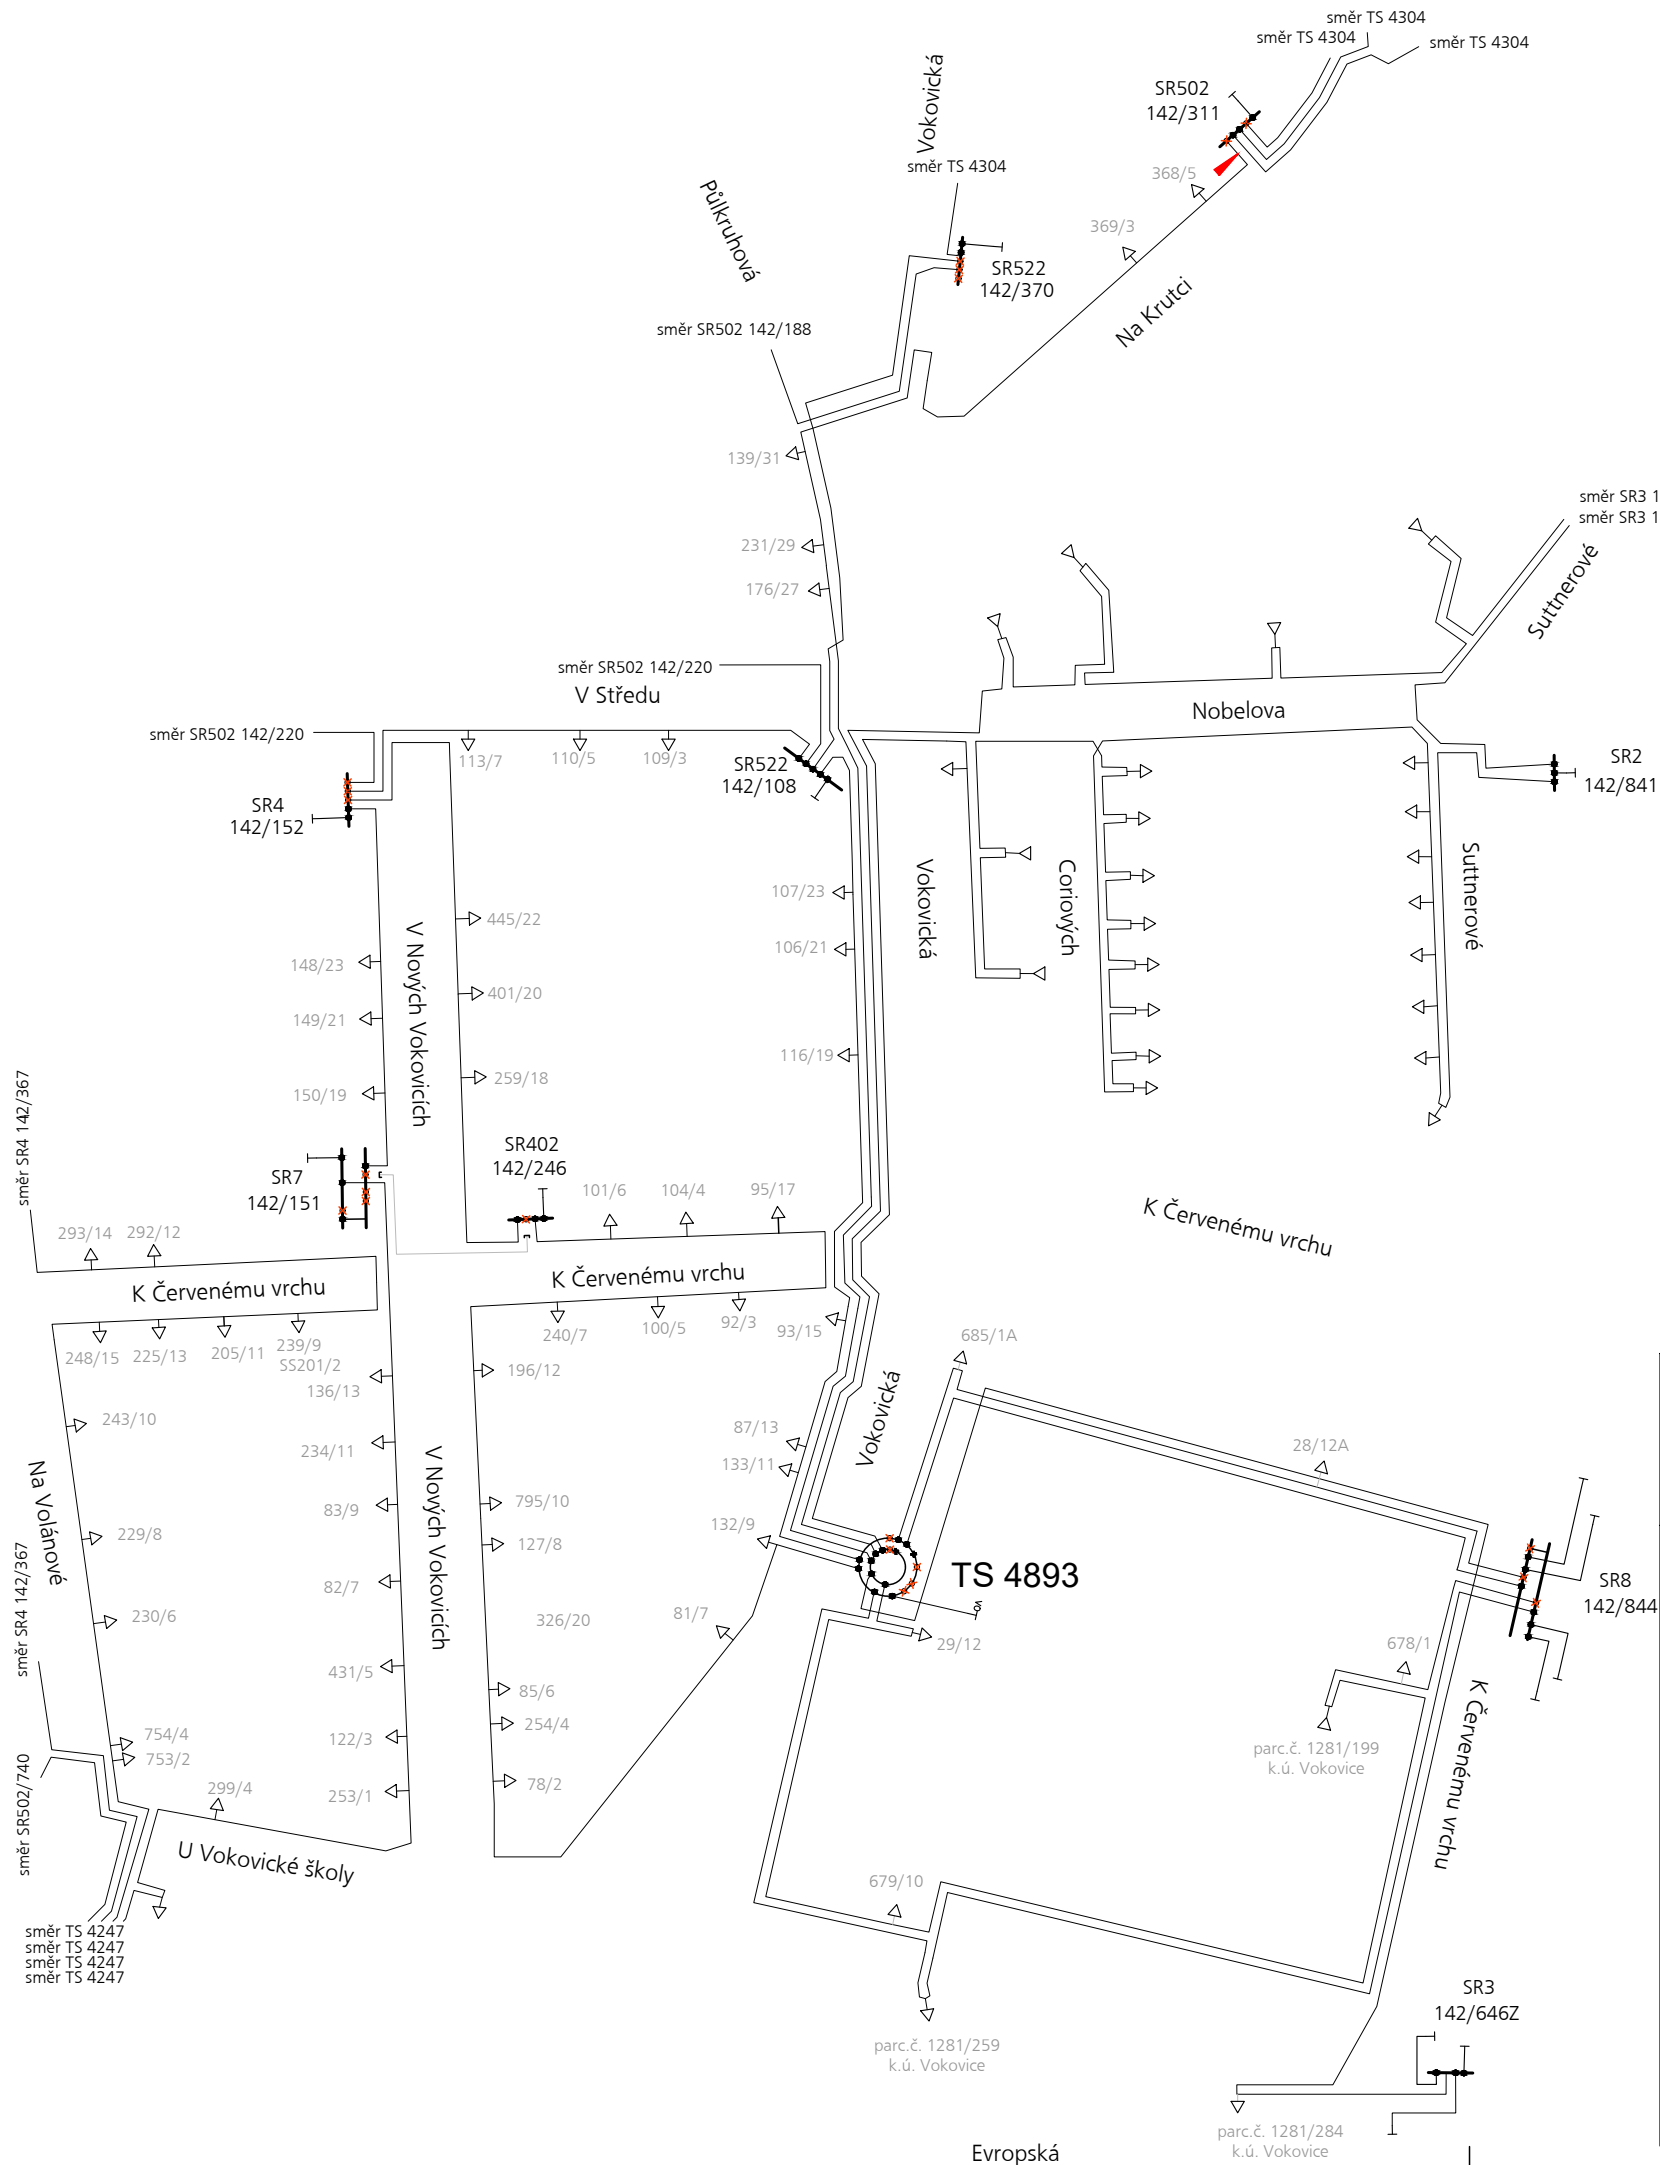 směr TS 4304
směr TS 4304
směr TS 4304
Vokovická
SR502
142/311
směr TS 4304
368/5
Půlkruhová
369/3
SR522
142/370
Na Krutci
směr SR502 142/188
139/31
směr SR3 1
směr SR3 1
231/29
Suttnerové
176/27
směr SR502 142/220
V Středu
Nobelova
směr SR502 142/220
113/7
110/5
109/3
SR522
142/108
SR2
142/841
SR4
142/152
107/23
Vokovická
Coriových
Suttnerové
445/22
V Nových Vokovicích
106/21
148/23
401/20
149/21
116/19
259/18
150/19
směr SR4 142/367
SR402
142/246
SR7
142/151
101/6
104/4
95/17
K Červenému vrchu
293/14
292/12
K Červenému vrchu
K Červenému vrchu
240/7
100/5
92/3
93/15
685/1A
248/15
225/13
205/11
239/9
SS201/2
136/13
196/12
243/10
Vokovická
87/13
28/12A
234/11
V Nových Vokovicích
133/11
Na Volánové
83/9
795/10
132/9
229/8
127/8
TS 4893
SR8
142/844
82/7
směr SR4 142/367
230/6
326/20
81/7
29/12
678/1
431/5
85/6
K Červenému vrchu
254/4
122/3
754/4
753/2
parc.č. 1281/199
k.ú. Vokovice
směr SR502/740
299/4
253/1
78/2
U Vokovické školy
679/10
směr TS 4247
směr TS 4247
směr TS 4247
směr TS 4247
SR3
142/646Z
parc.č. 1281/259
k.ú. Vokovice
parc.č. 1281/284
k.ú. Vokovice
Evropská